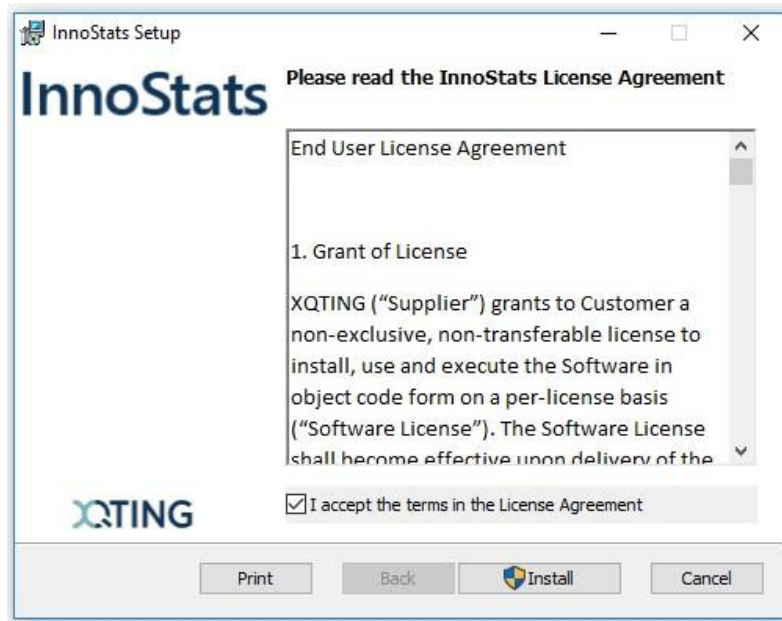 InnoStats Setup
InnoStats
Please read the InnoStats License Agreement
End User License Agreement
1. Grant of License
XQTING (“Supplier”) grants to Customer a
non-exclusive, non-transferable license to
install, use and execute the Software in
object code form on a per-license basis
(“Software License”). The Software License
shall become effective upon delivery of the
XQTING
I accept the terms in the License Agreement
Print
Back
Install
Cancel